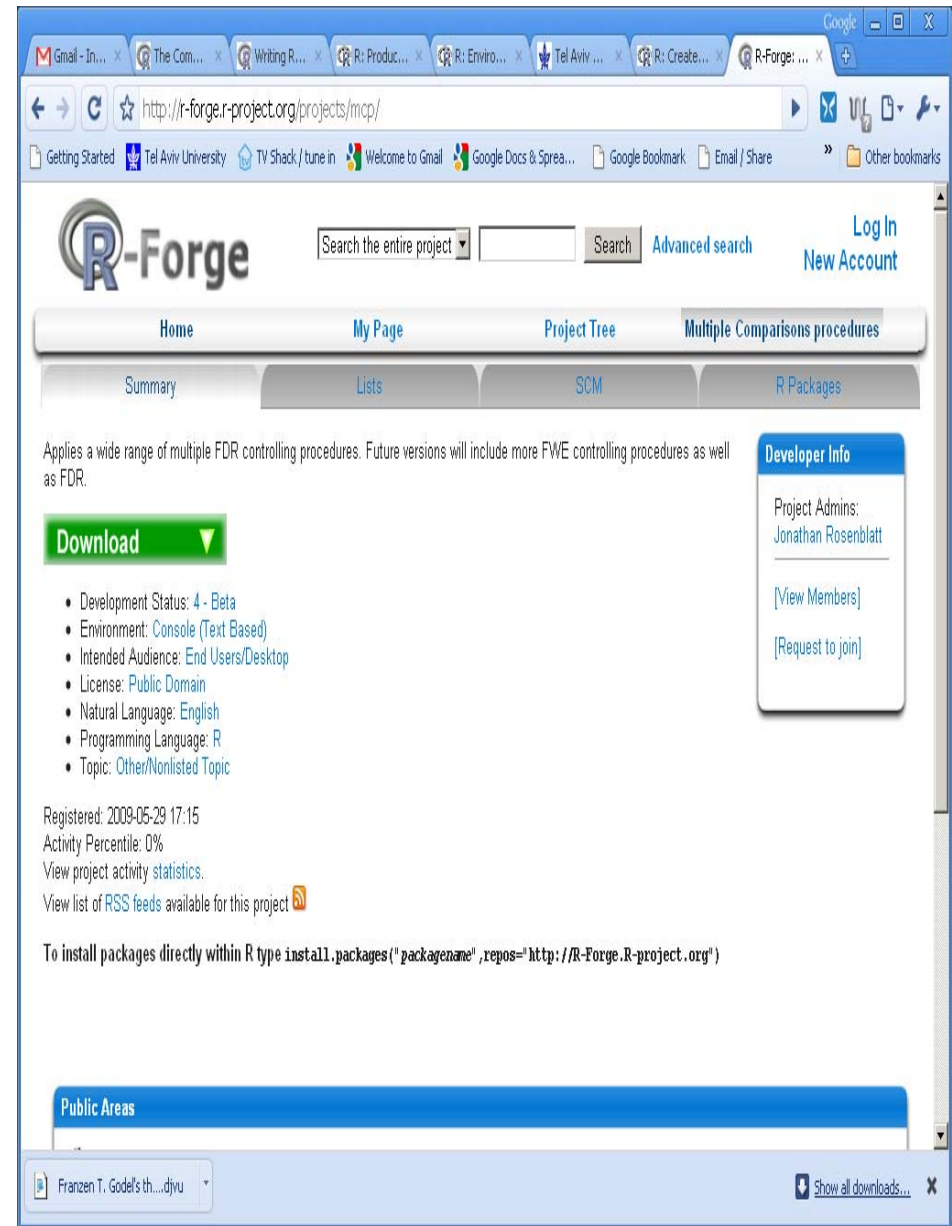 Google
Gmail - In... The Com... Writing R... R: Produc... R: Enviro... Tel Aviv ... R: Create... R-Forge: ...
http://r-forge.r-project.org/projects/mcp/
Getting Started Tel Aviv University TV Shack / tune in Welcome to Gmail Google Docs & Sprea... Google Bookmark Email / Share » Other bookmarks
R-Forge Search the entire project Search Advanced search Log In
New Account
Home My Page Project Tree Multiple Comparisons procedures
Summary Lists SCM R Packages
Applies a wide range of multiple FDR controlling procedures. Future versions will include more FWE controlling procedures as well
as FDR.
Developer Info
Project Admins:
Jonathan Rosenblatt
[View Members]
[Request to join]
Download
• Development Status: 4 - Beta
• Environment: Console (Text Based)
• Intended Audience: End Users/Desktop
• License: Public Domain
• Natural Language: English
• Programming Language: R
• Topic: Other/Nonlisted Topic
Registered: 2009-05-29 17:15
Activity Percentile: 0%
View project activity statistics.
View list of RSS feeds available for this project
To install packages directly within R type install.packages("packagename",repos="http://R-Forge.R-project.org")
Public Areas
Franzen T. Godel's th....djvu Show all downloads...